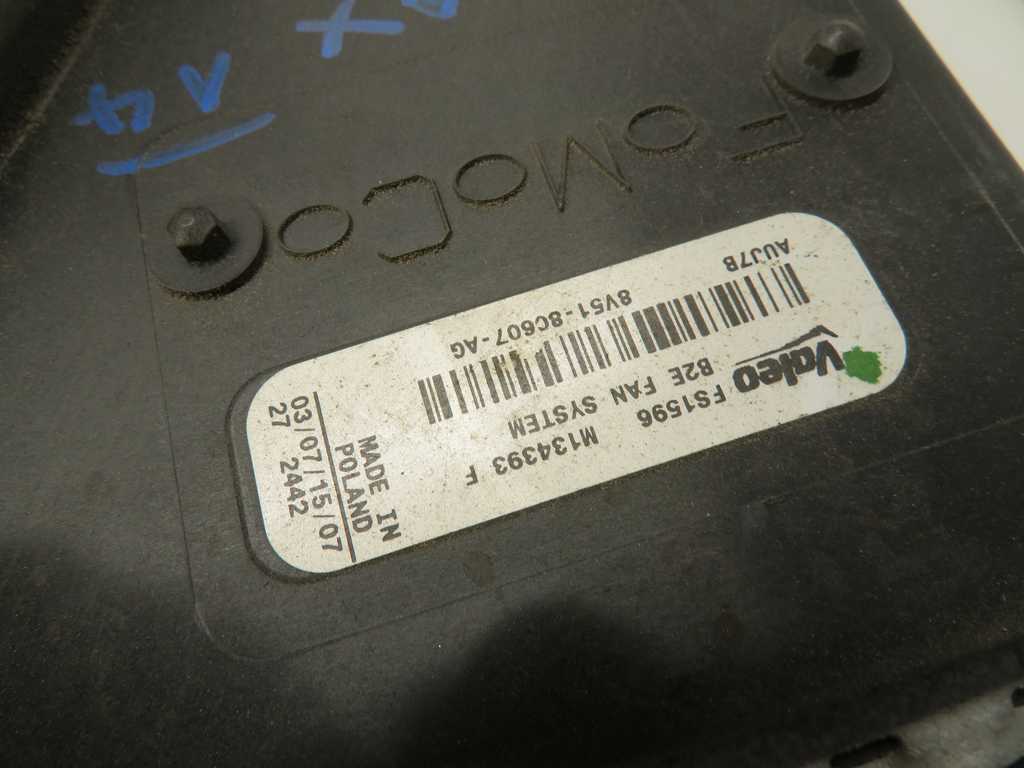 FoMoCo
Valeo FS1596 M134393 F
B2E FAN SYSTEM
8V51-8C607-AG
AUJ7B
MADE IN
POLAND
03/07/15/07
27 2442